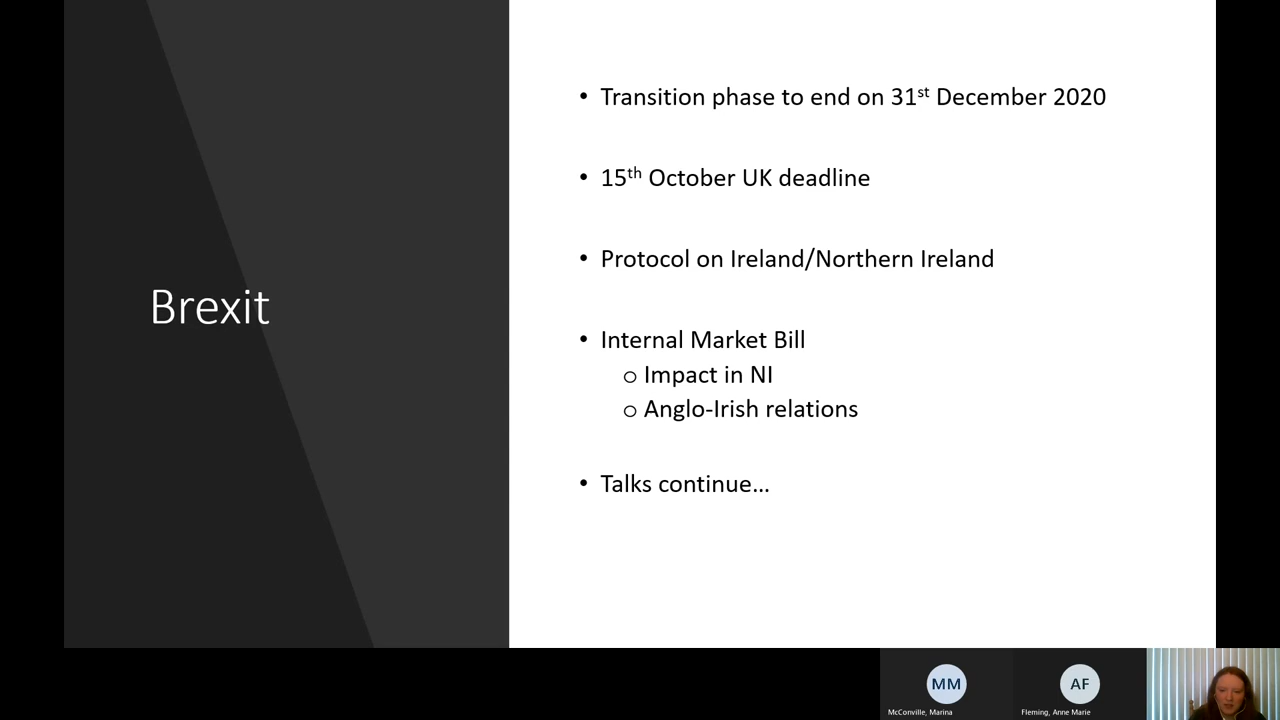 Brexit
• Transition phase to end on 31st December 2020
• 15th October UK deadline
• Protocol on Ireland/Northern Ireland
• Internal Market Bill
o Impact in NI
o Anglo-Irish relations
• Talks continue...
MM
McConville, Marina
AF
Fleming, Anne Marie